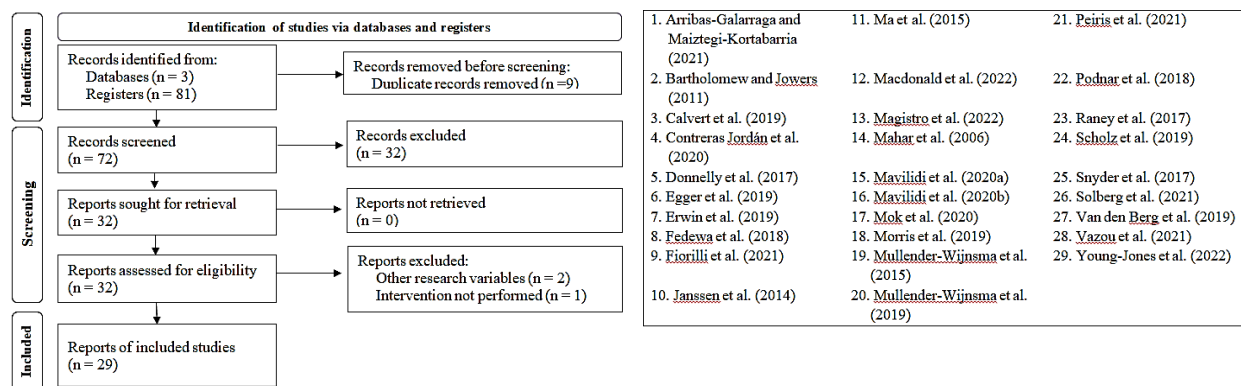 Identification of studies via databases and registers
Identification
Records identified from:
Databases (n = 3)
Registers (n = 81)
Records removed before screening:
Duplicate records removed (n =9)
Screening
Records screened
(n = 72)
Records excluded
(n = 32)
Reports sought for retrieval
(n = 32)
Reports not retrieved
(n = 0)
Reports assessed for eligibility
(n = 32)
Reports excluded:
Other research variables (n = 2)
Intervention not performed (n = 1)
Included
Reports of included studies
(n = 29)
1. Arribas-Galarraga and
Maiztegi-Kortabarria
(2021)
2. Bartholomew and Jowers
(2011)
3. Calvert et al. (2019)
4. Contreras Jordán et al.
(2020)
5. Donnelly et al. (2017)
6. Egger et al. (2019)
7. Erwin et al. (2019)
8. Fedewa et al. (2018)
9. Fiorilli et al. (2021)
10. Janssen et al. (2014)
11. Ma et al. (2015)
12. Macdonald et al. (2022)
13. Magistro et al. (2022)
14. Mahar et al. (2006)
15. Mavilidi et al. (2020a)
16. Mavilidi et al. (2020b)
17. Mok et al. (2020)
18. Morris et al. (2019)
19. Mullender-Wijnsma et al.
(2015)
20. Mullender-Wijnsma et al.
(2019)
21. Peiris et al. (2021)
22. Podnar et al. (2018)
23. Raney et al. (2017)
24. Scholz et al. (2019)
25. Snyder et al. (2017)
26. Solberg et al. (2021)
27. Van den Berg et al. (2019)
28. Vazou et al. (2021)
29. Young-Jones et al. (2022)